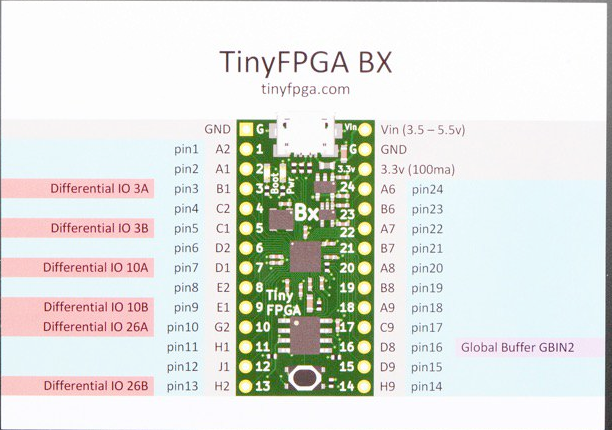 TinyFPGA BX
tinyfpga.com
GND G Vin Vin (3.5 – 5.5v)
pin1 A2 1 G GND
pin2 A1 2 3.3v 3.3v (100ma)
Differential IO 3A pin3 B1 3 Boot Pwr 24 A6 pin24
pin4 C2 4 Bx 23 B6 pin23
Differential IO 3B pin5 C1 5 22 A7 pin22
pin6 D2 6 21 B7 pin21
Differential IO 10A pin7 D1 7 20 A8 pin20
pin8 E2 8 Tiny 19 B8 pin19
Differential IO 10B pin9 E1 9 FPGA 18 A9 pin18
Differential IO 26A pin10 G2 10 17 C9 pin17
pin11 H1 11 16 D8 pin16 Global Buffer GBIN2
pin12 J1 12 15 D9 pin15
Differential IO 26B pin13 H2 13 14 H9 pin14